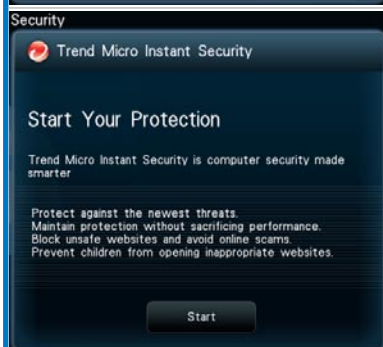 Security
Trend Micro Instant Security
Start Your Protection
Trend Micro Instant Security is computer security made
smarter
Protect against the newest threats.
Maintain protection without sacrificing performance.
Block unsafe websites and avoid online scams.
Prevent children from opening inappropriate websites.
Start